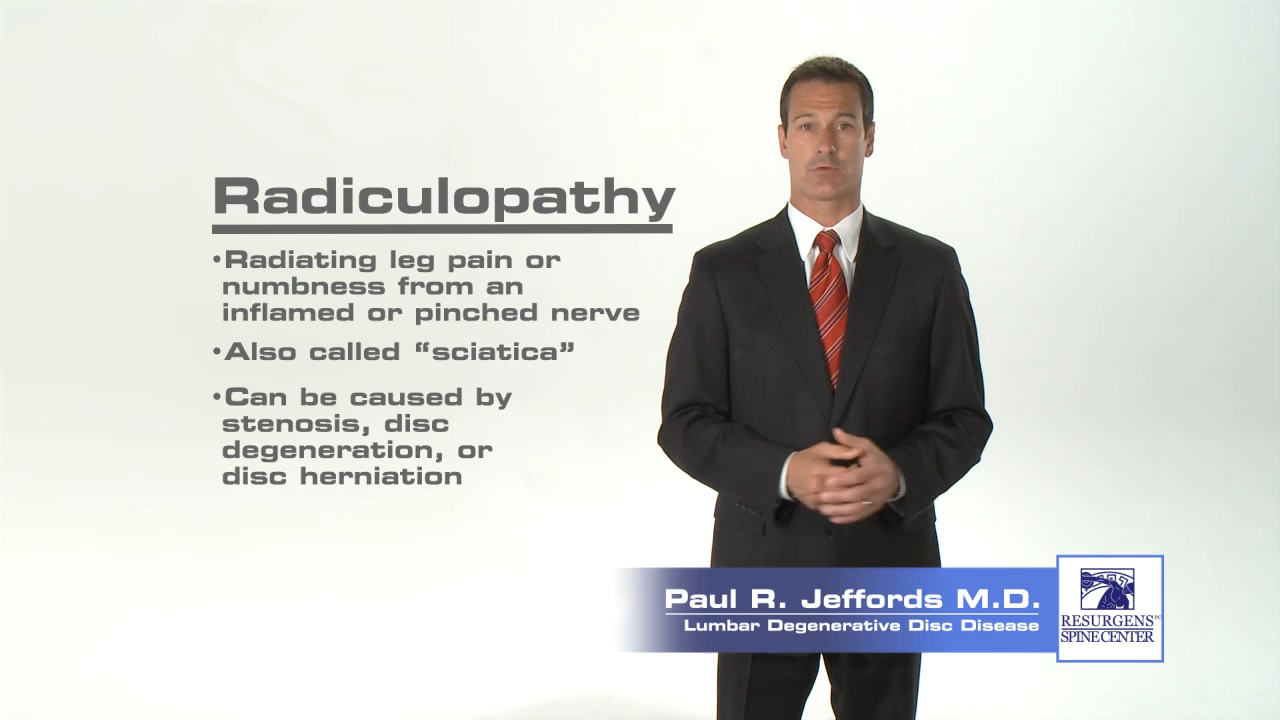 Radiculopathy
•Radiating leg pain or
numbness from an
inflamed or pinched nerve
•Also called “sciatica”
•Can be caused by
stenosis, disc
degeneration, or
disc herniation
Paul R. Jeffords M.D.
Lumbar Degenerative Disc Disease
RESURGENS PC
SPINE CENTER